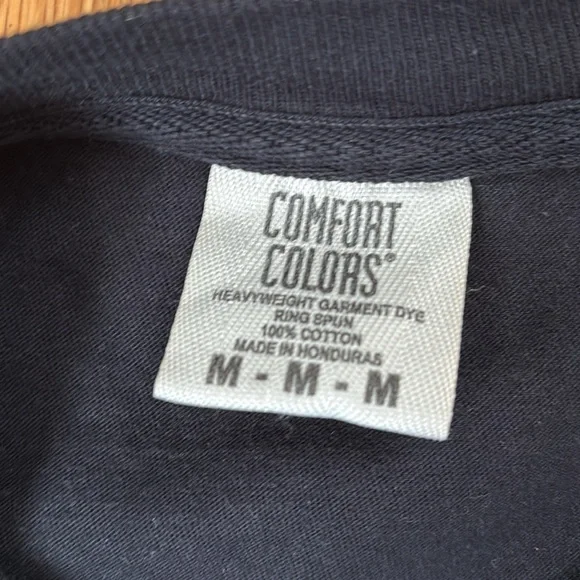 COMFORT
COLORS®
HEAVYWEIGHT GARMENT DYE
RING SPUN
100% COTTON
MADE IN HONDURAS
M - M - M